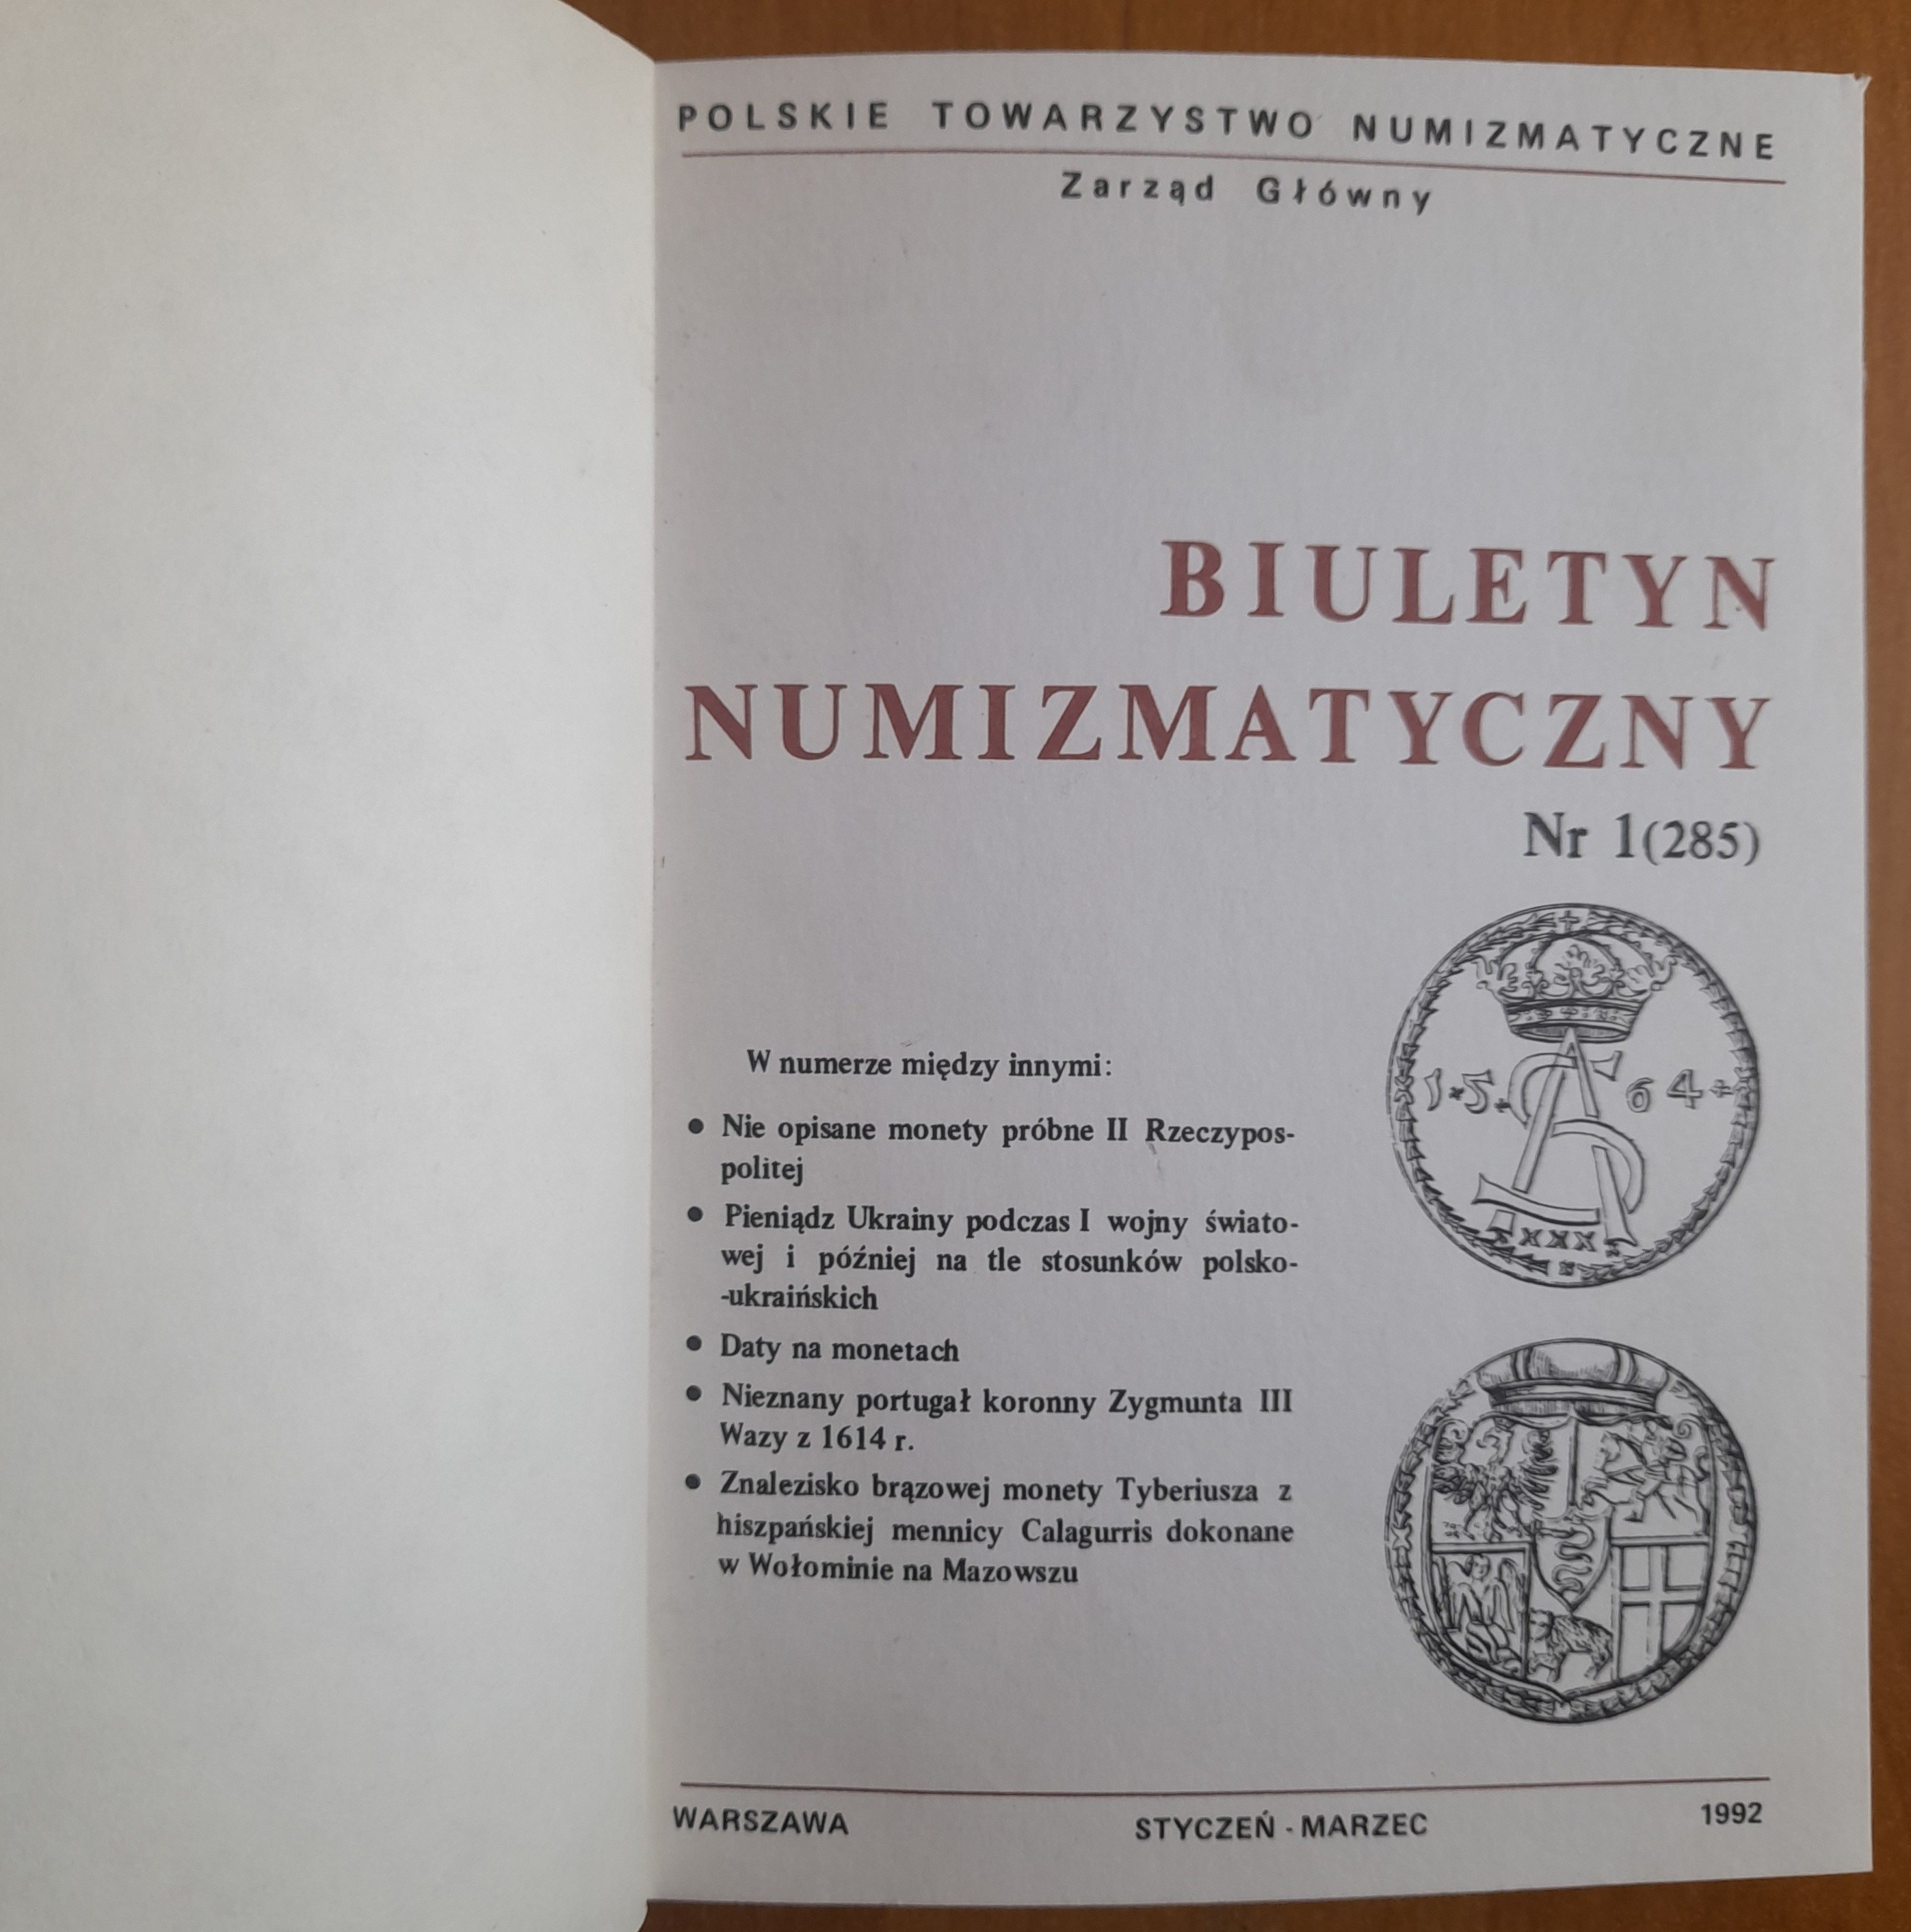 POLSKIE TOWARZYSTWO NUMIZMATYCZNE
Zarząd Główny
BIULETYN
NUMIZMATYCZNY
Nr 1(285)
W numerze między innymi:
● Nie opisane monety próbne II Rzeczypos-
politej
● Pieniądz Ukrainy podczas I wojny świato-
wej i później na tle stosunków polsko-
-ukraińskich
● Daty na monetach
● Nieznany portugał koronny Zygmunta III
Wazy z 1614 r.
● Znalezisko brązowej monety Tyberiusza z
hiszpańskiej mennicy Calagurris dokonane
w Wołominie na Mazowszu
15 SA 64
XXX
WARSZAWA STYCZEŃ - MARZEC 1992